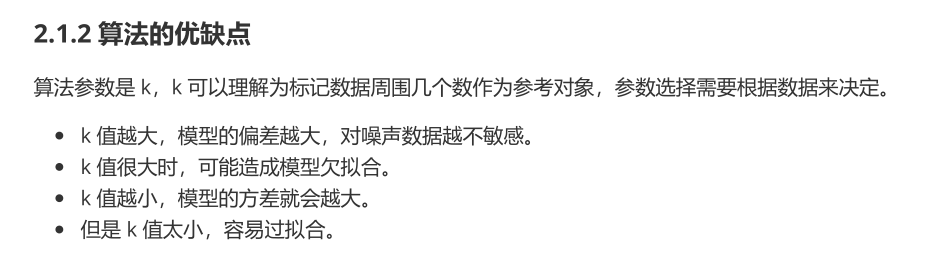 2.1.2 算法的优缺点
算法参数是 k，k 可以理解为标记数据周围几个数作为参考对象，参数选择需要根据数据来决定。
• k 值越大，模型的偏差越大，对噪声数据越不敏感。
• k 值很大时，可能造成模型欠拟合。
• k 值越小，模型的方差就会越大。
• 但是 k 值太小，容易过拟合。